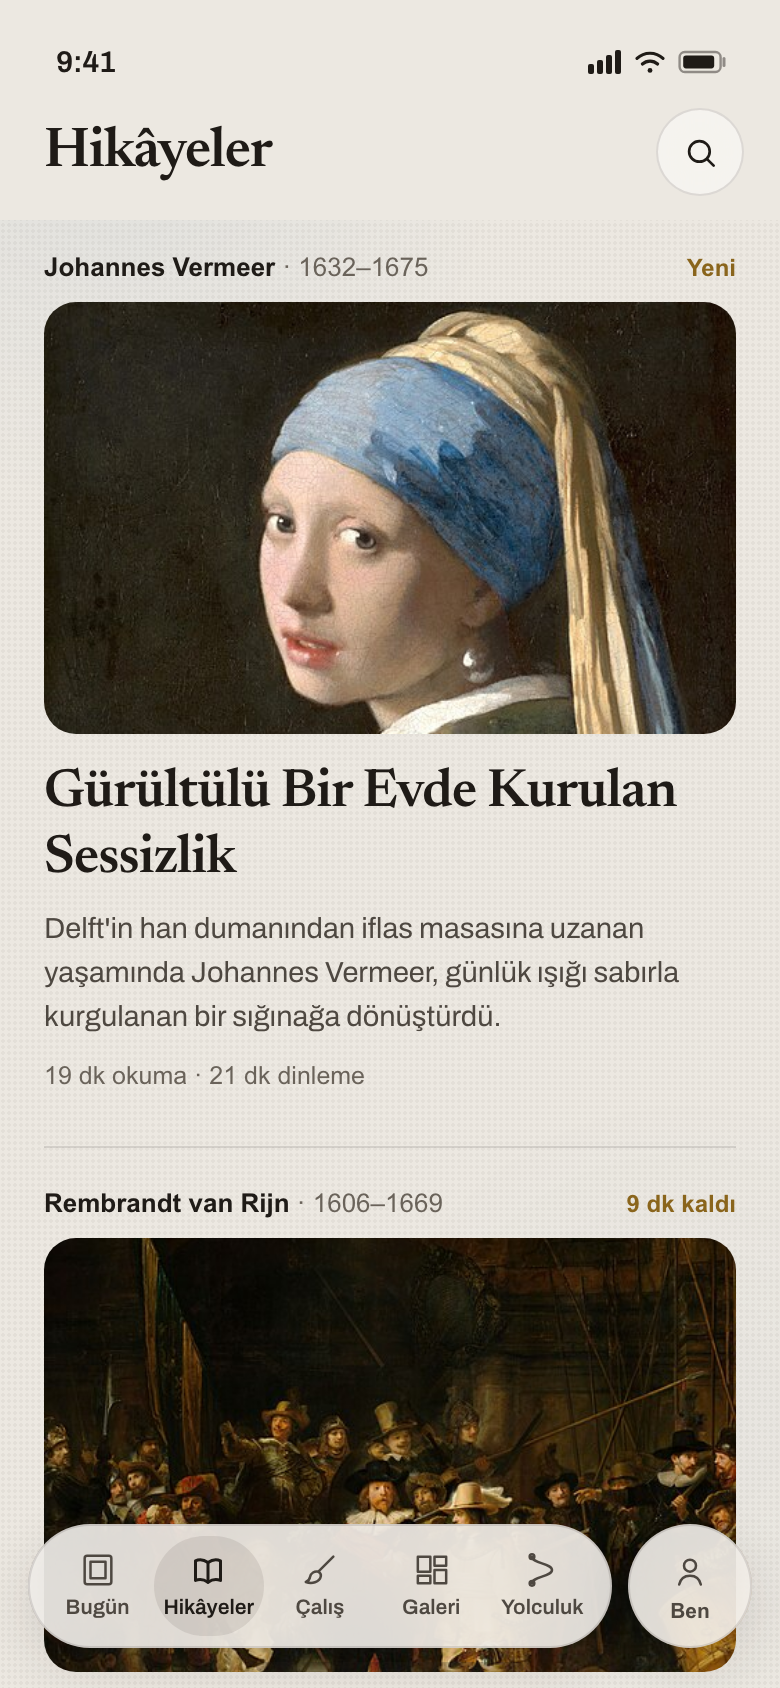 9:41
Hikâyeler
Johannes Vermeer · 1632–1675
Yeni
Gürültülü Bir Evde Kurulan
Sessizlik
Delft'in han dumanından iflas masasına uzanan
yaşamında Johannes Vermeer, günlük ışığı sabırla
kurgulanan bir sığınağa dönüştürdü.
19 dk okuma · 21 dk dinleme
Rembrandt van Rijn · 1606–1669
9 dk kaldı
Bugün
Hikâyeler
Çalış
Galeri
Yolculuk
Ben